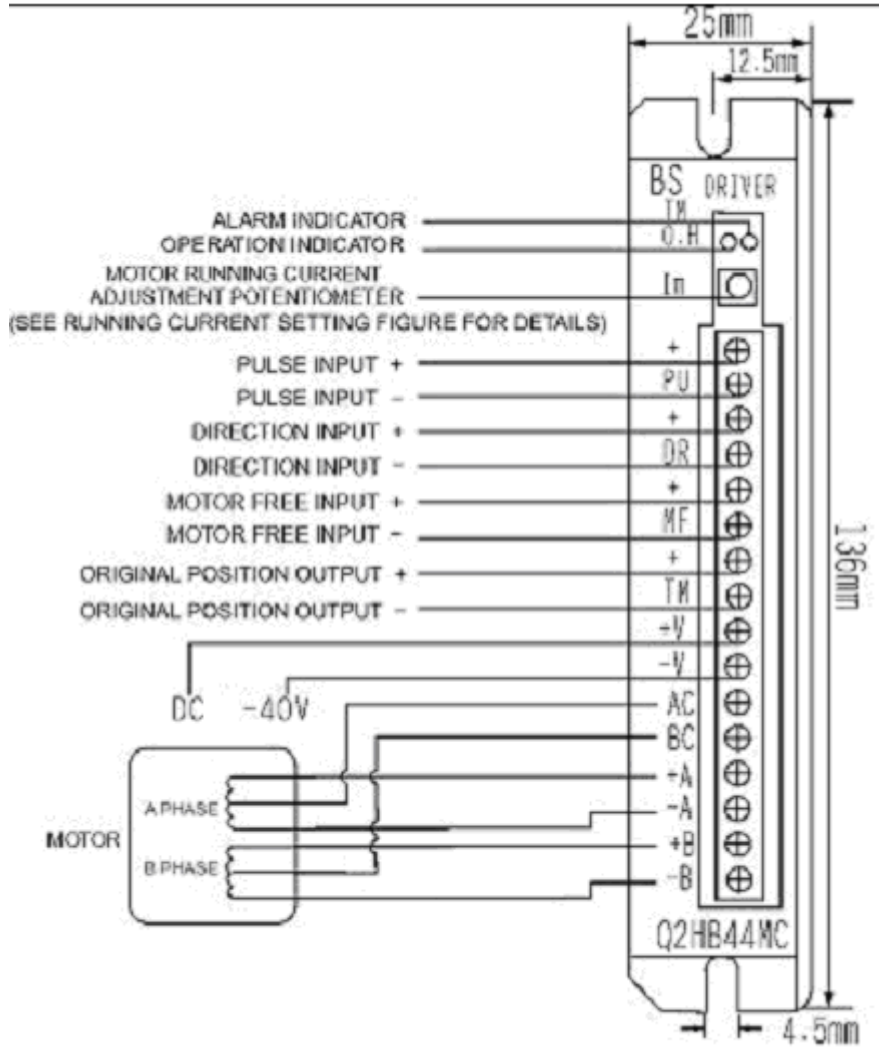 25mm
12.5mm
BS DRIVER
TM
ALARM INDICATOR
O.H
OPERATION INDICATOR
MOTOR RUNNING CURRENT
ADJUSTMENT POTENTIOMETER
Im
(SEE RUNNING CURRENT SETTING FIGURE FOR DETAILS)
PULSE INPUT +
+
PULSE INPUT -
PU
DIRECTION INPUT +
+
DIRECTION INPUT -
DR
MOTOR FREE INPUT +
+
MOTOR FREE INPUT -
MF
136mm
ORIGINAL POSITION OUTPUT +
+
ORIGINAL POSITION OUTPUT -
TM
+V
-V
DC -40V
AC
BC
+A
A PHASE
-A
MOTOR
+B
B PHASE
-B
Q2HB44MC
4.5mm